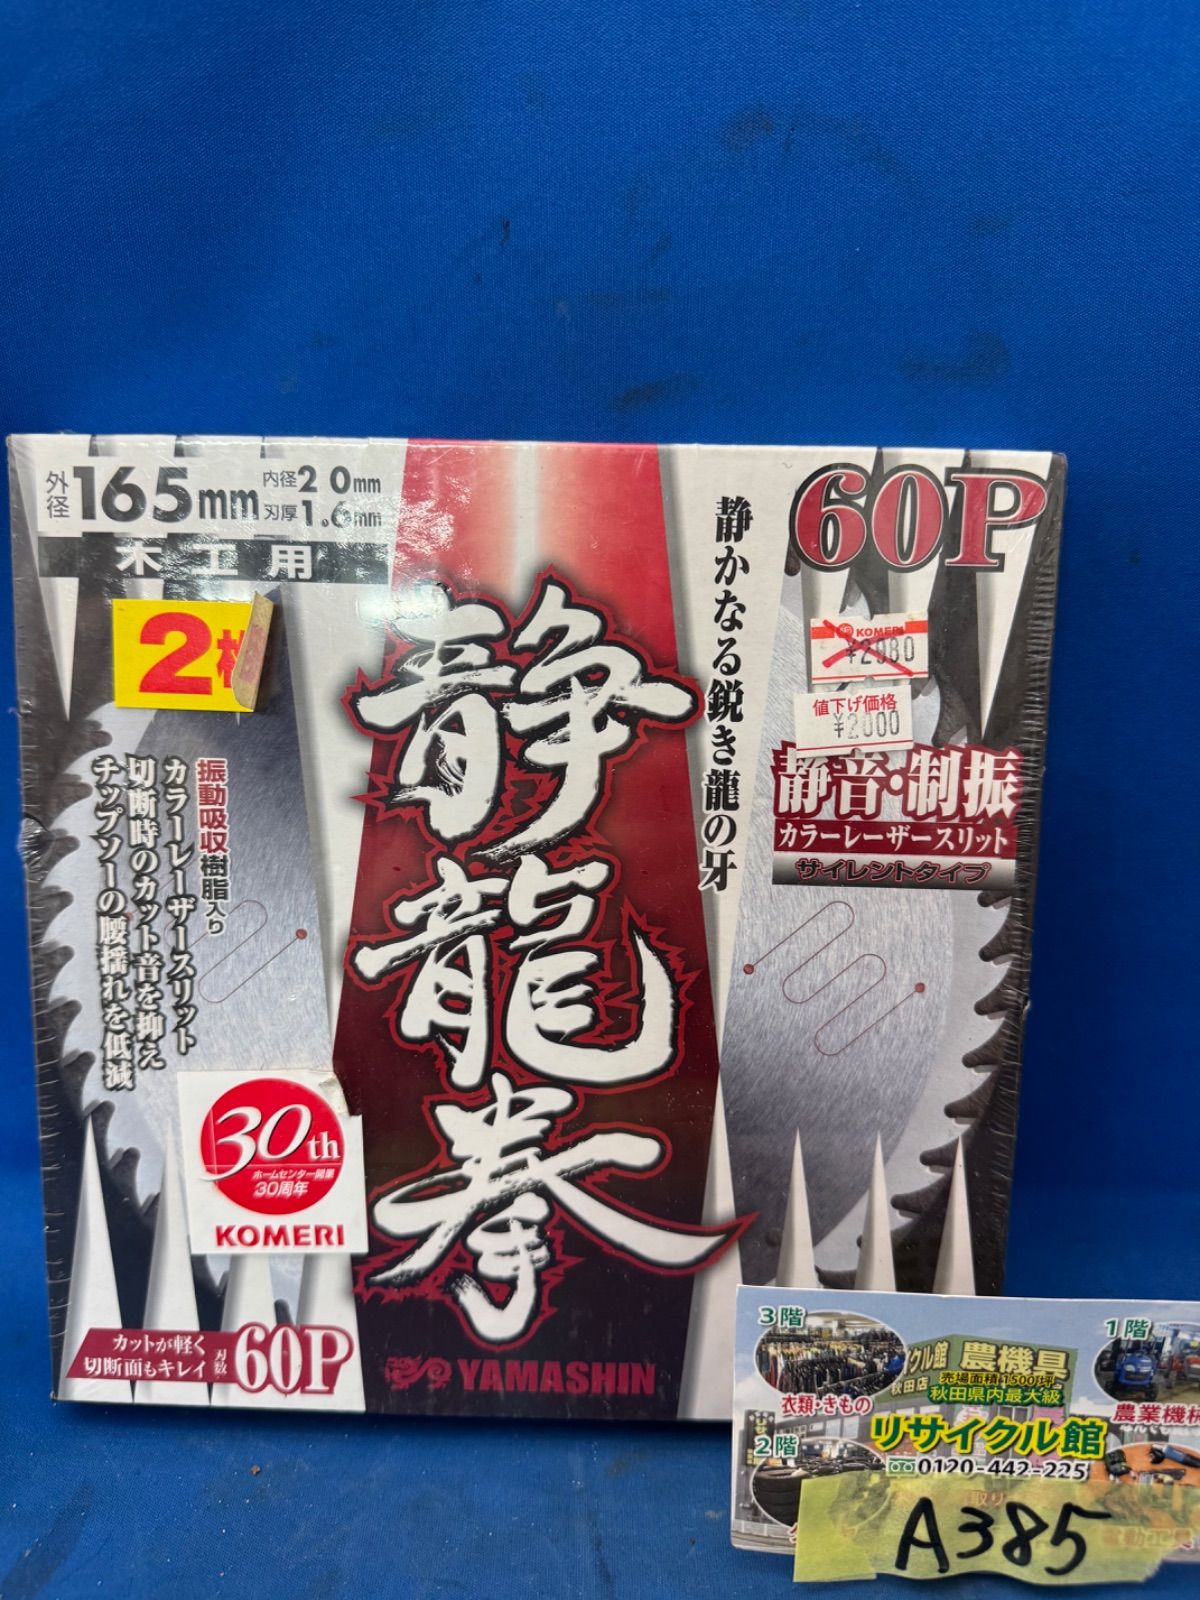 外径165mm 内径20mm
刃厚1.6mm
木工用
60P
2枚
静かなる鋭き龍の牙
KOMERI
¥2980
値下げ価格
¥2000
静音・制振
カラーレーザースリット
サイレントタイプ
静龍拳
振動吸収樹脂入り
カラーレーザースリット
切断時のカット音を抑え
チップソーの腰揺れを低減
30th
ホームセンター開業
30周年
KOMERI
カットが軽く
切断面もキレイ
刃数60P
YAMASHIN
3階
衣類・きもの
2階
農機具
売場面積1500坪
秋田店
秋田県内最大級
リサイクル館
0120-442-225
1階
農業機械
A385